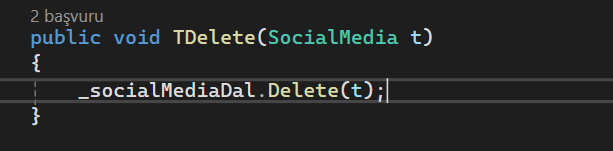 2 başvuru
public void TDelete(SocialMedia t)
{
_socialMediaDal.Delete(t);
}